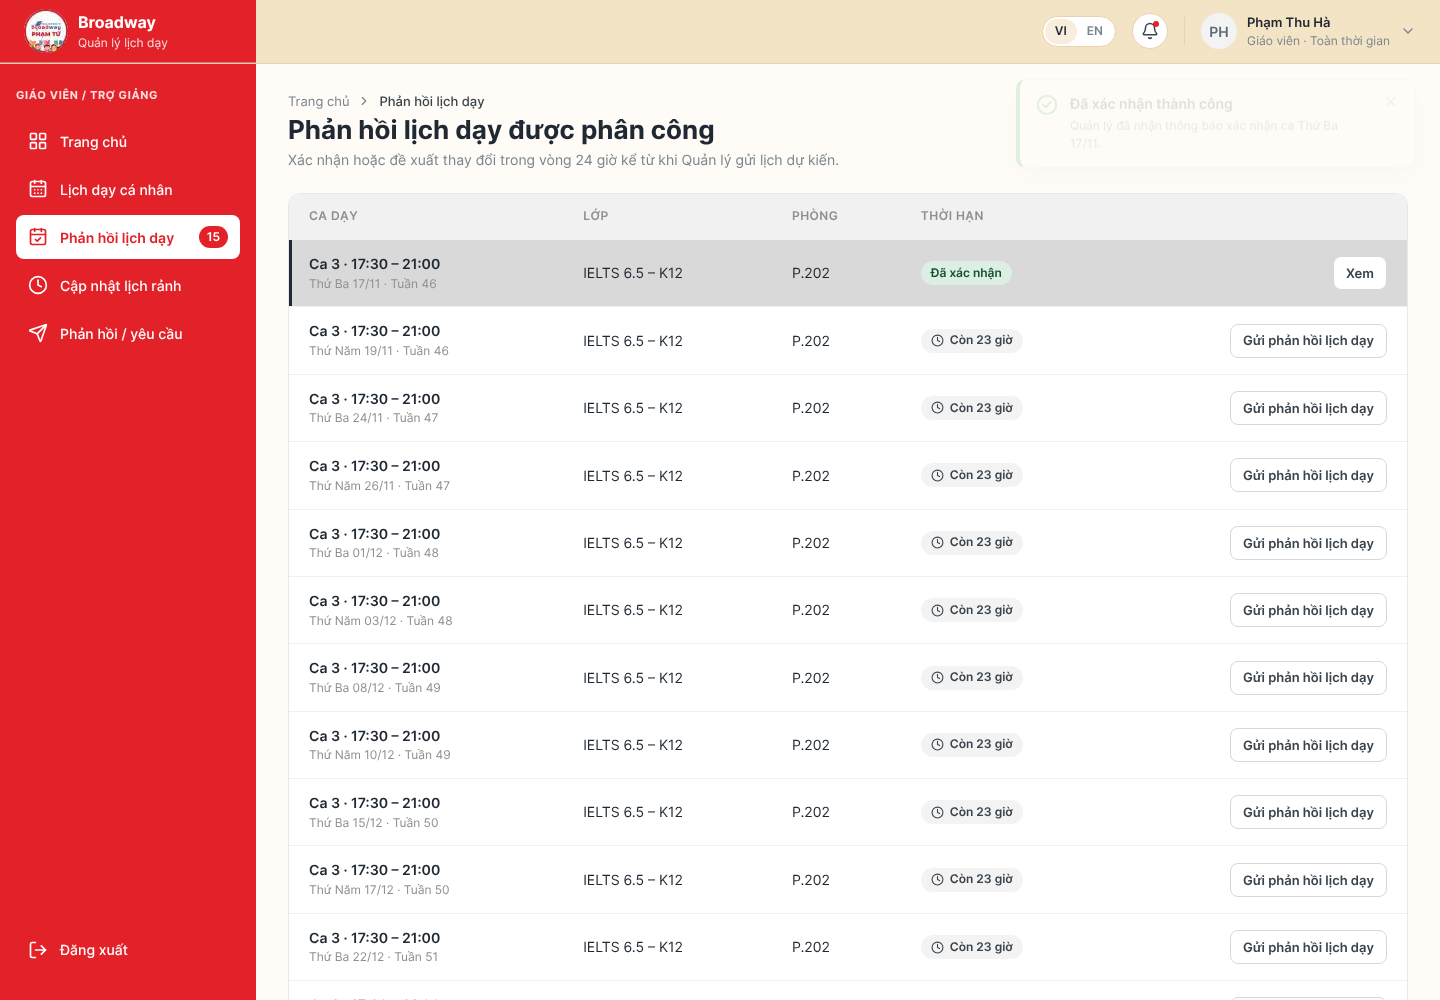 Broadway
PHẠM TỪ
Broadway
Quản lý lịch dạy
VI
EN
PH
Phạm Thu Hà
Giáo viên · Toàn thời gian
GIÁO VIÊN / TRỢ GIẢNG
Trang chủ
Lịch dạy cá nhân
Phản hồi lịch dạy
15
Cập nhật lịch rảnh
Phản hồi / yêu cầu
Đăng xuất
Trang chủ > Phản hồi lịch dạy
Phản hồi lịch dạy được phân công
Xác nhận hoặc đề xuất thay đổi trong vòng 24 giờ kể từ khi Quản lý gửi lịch dự kiến.
Đã xác nhận thành công
Quản lý đã nhận thông báo xác nhận ca Thứ Ba
17/11.
CA DẠY LỚP PHÒNG THỜI HẠN
Ca 3 · 17:30 – 21:00
Thứ Ba 17/11 · Tuần 46
IELTS 6.5 – K12 P.202 Đã xác nhận Xem
Ca 3 · 17:30 – 21:00
Thứ Năm 19/11 · Tuần 46
IELTS 6.5 – K12 P.202 Còn 23 giờ Gửi phản hồi lịch dạy
Ca 3 · 17:30 – 21:00
Thứ Ba 24/11 · Tuần 47
IELTS 6.5 – K12 P.202 Còn 23 giờ Gửi phản hồi lịch dạy
Ca 3 · 17:30 – 21:00
Thứ Năm 26/11 · Tuần 47
IELTS 6.5 – K12 P.202 Còn 23 giờ Gửi phản hồi lịch dạy
Ca 3 · 17:30 – 21:00
Thứ Ba 01/12 · Tuần 48
IELTS 6.5 – K12 P.202 Còn 23 giờ Gửi phản hồi lịch dạy
Ca 3 · 17:30 – 21:00
Thứ Năm 03/12 · Tuần 48
IELTS 6.5 – K12 P.202 Còn 23 giờ Gửi phản hồi lịch dạy
Ca 3 · 17:30 – 21:00
Thứ Ba 08/12 · Tuần 49
IELTS 6.5 – K12 P.202 Còn 23 giờ Gửi phản hồi lịch dạy
Ca 3 · 17:30 – 21:00
Thứ Năm 10/12 · Tuần 49
IELTS 6.5 – K12 P.202 Còn 23 giờ Gửi phản hồi lịch dạy
Ca 3 · 17:30 – 21:00
Thứ Ba 15/12 · Tuần 50
IELTS 6.5 – K12 P.202 Còn 23 giờ Gửi phản hồi lịch dạy
Ca 3 · 17:30 – 21:00
Thứ Năm 17/12 · Tuần 50
IELTS 6.5 – K12 P.202 Còn 23 giờ Gửi phản hồi lịch dạy
Ca 3 · 17:30 – 21:00
Thứ Ba 22/12 · Tuần 51
IELTS 6.5 – K12 P.202 Còn 23 giờ Gửi phản hồi lịch dạy